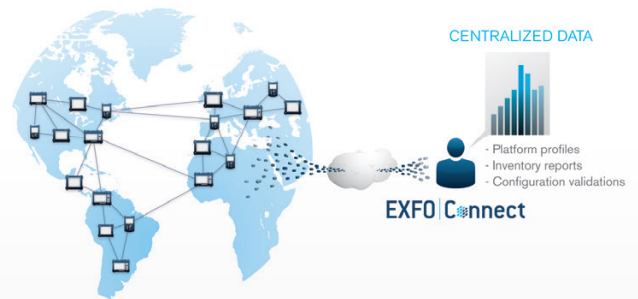 CENTRALIZED DATA
- Platform profiles
- Inventory reports
- Configuration validations
EXFO Connect